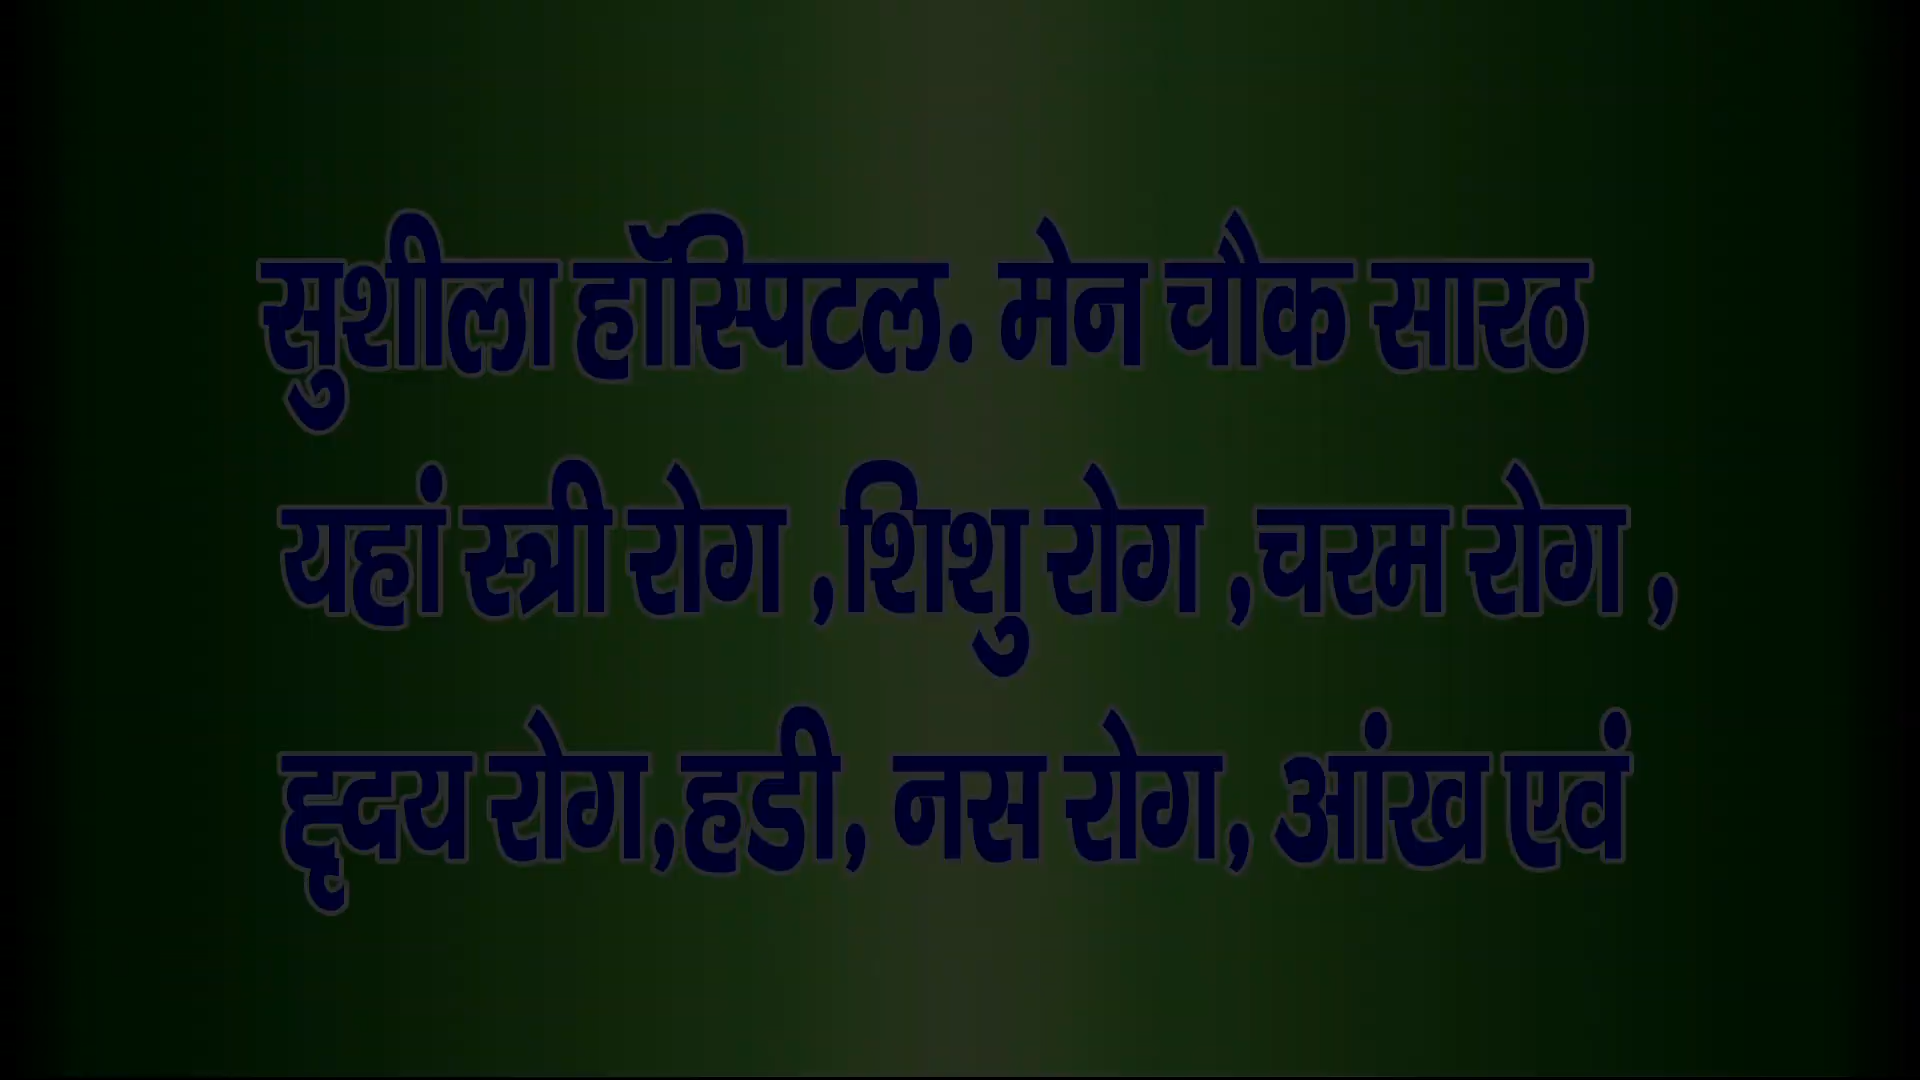 सुशीला हॉस्पिटल. मेन चौक सारठ
यहां स्त्री रोग ,शिशु रोग ,चरम रोग ,
हृदय रोग,हडी, नस रोग, आंख एवं